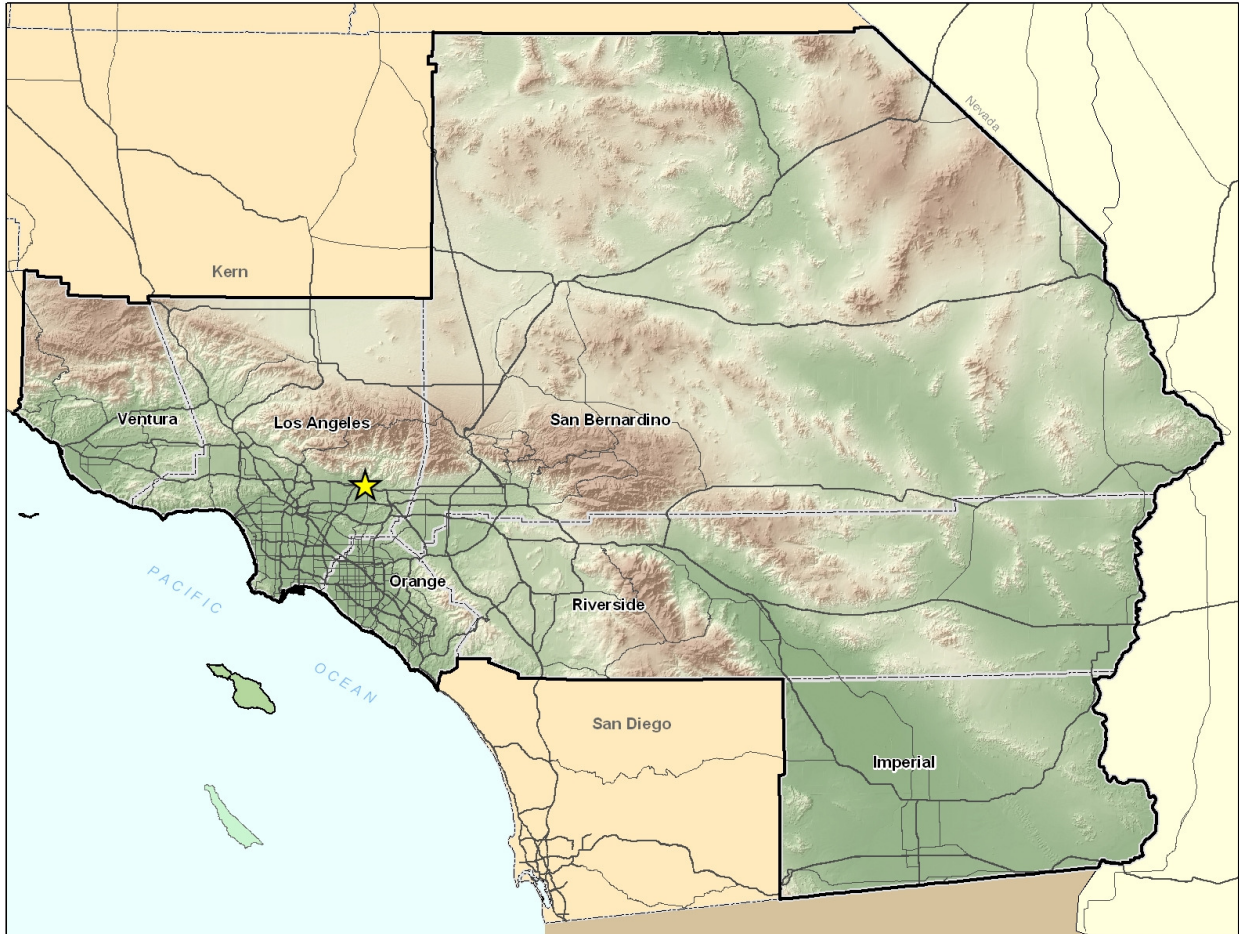 Nevada
Kern
Ventura
Los Angeles
San Bernardino
Orange
Riverside
PACIFIC
OCEAN
San Diego
Imperial